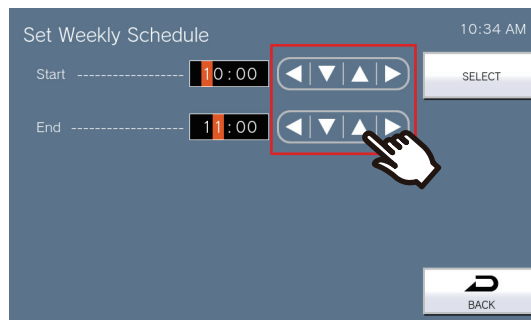 Set Weekly Schedule
10:34 AM
Start ----------------- 10:00
SELECT
End ------------------ 11:00
BACK